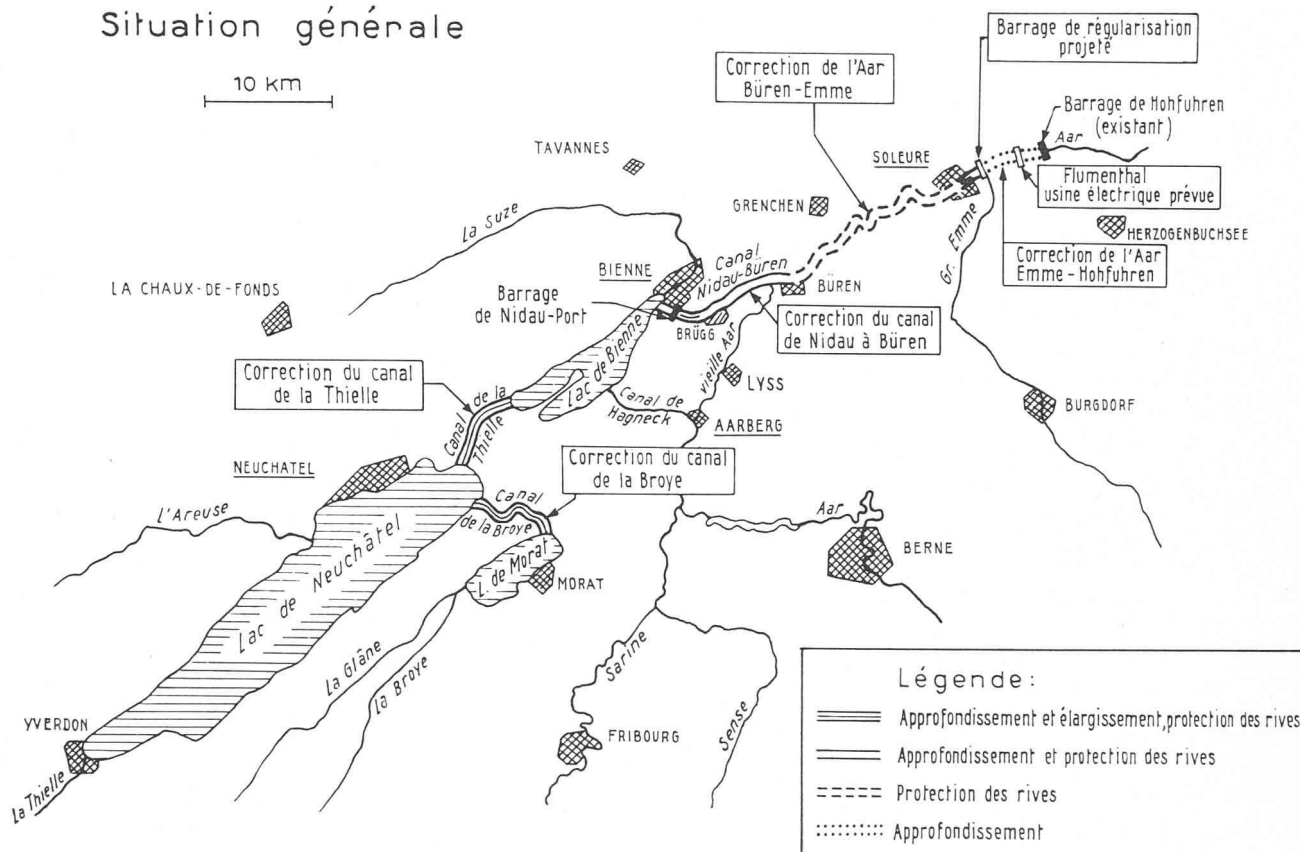 Situation générale
10 km
Barrage de régularisation
projeté
Correction de l'Aar
Büren-Emme
Barrage de Hohfuhren
(existant)
Aar
TAVANNES
SOLEURE
Flumenthal
usine électrique prévue
GRENCHEN
HERZOGENBUCHSEE
La Suze
Gr. Emme
Correction de l'Aar
Emme-Hohfuhren
BIENNE
Canal
Nidau-Büren
LA CHAUX-DE-FONDS
Barrage
de Nidau-Port
BÜREN
BRÜGG
Correction du canal
de Nidau à Büren
Lac de Bienne
vieille Aar
Correction du canal
de la Thielle
LYSS
Canal de la
Thielle
Canal de
Hagneck
AARBERG
BURGDORF
NEUCHATEL
Correction du canal
de la Broye
Canal
de la Broye
L'Areuse
Aar
BERNE
Lac de Neuchâtel
L. de Morat
MORAT
La Glâne
La Broye
Sarine
Sense
YVERDON
FRIBOURG
La Thielle
Légende:
Approfondissement et élargissement, protection des rives
Approfondissement et protection des rives
Protection des rives
Approfondissement